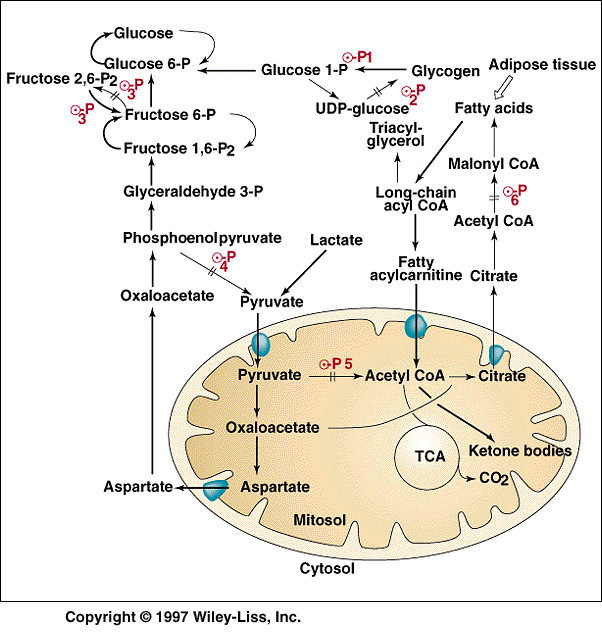 Glucose
Glucose 6-P
Fructose 2,6-P2
⊙-P
3
⊙-P
3
Fructose 6-P
Fructose 1,6-P2
Glyceraldehyde 3-P
Phosphoenolpyruvate
⊙-P
4
Oxaloacetate
Lactate
Pyruvate
Glucose 1-P
⊙-P1
Glycogen
UDP-glucose
⊙-P
2
Triacyl-
glycerol
Adipose tissue
Fatty acids
Malonyl CoA
⊙-P
6
Acetyl CoA
Long-chain
acyl CoA
Fatty
acylcarnitine
Citrate
Pyruvate
⊙-P 5
Acetyl CoA
Citrate
Oxaloacetate
TCA
Ketone bodies
CO2
Aspartate
Aspartate
Mitosol
Cytosol
Copyright © 1997 Wiley-Liss, Inc.